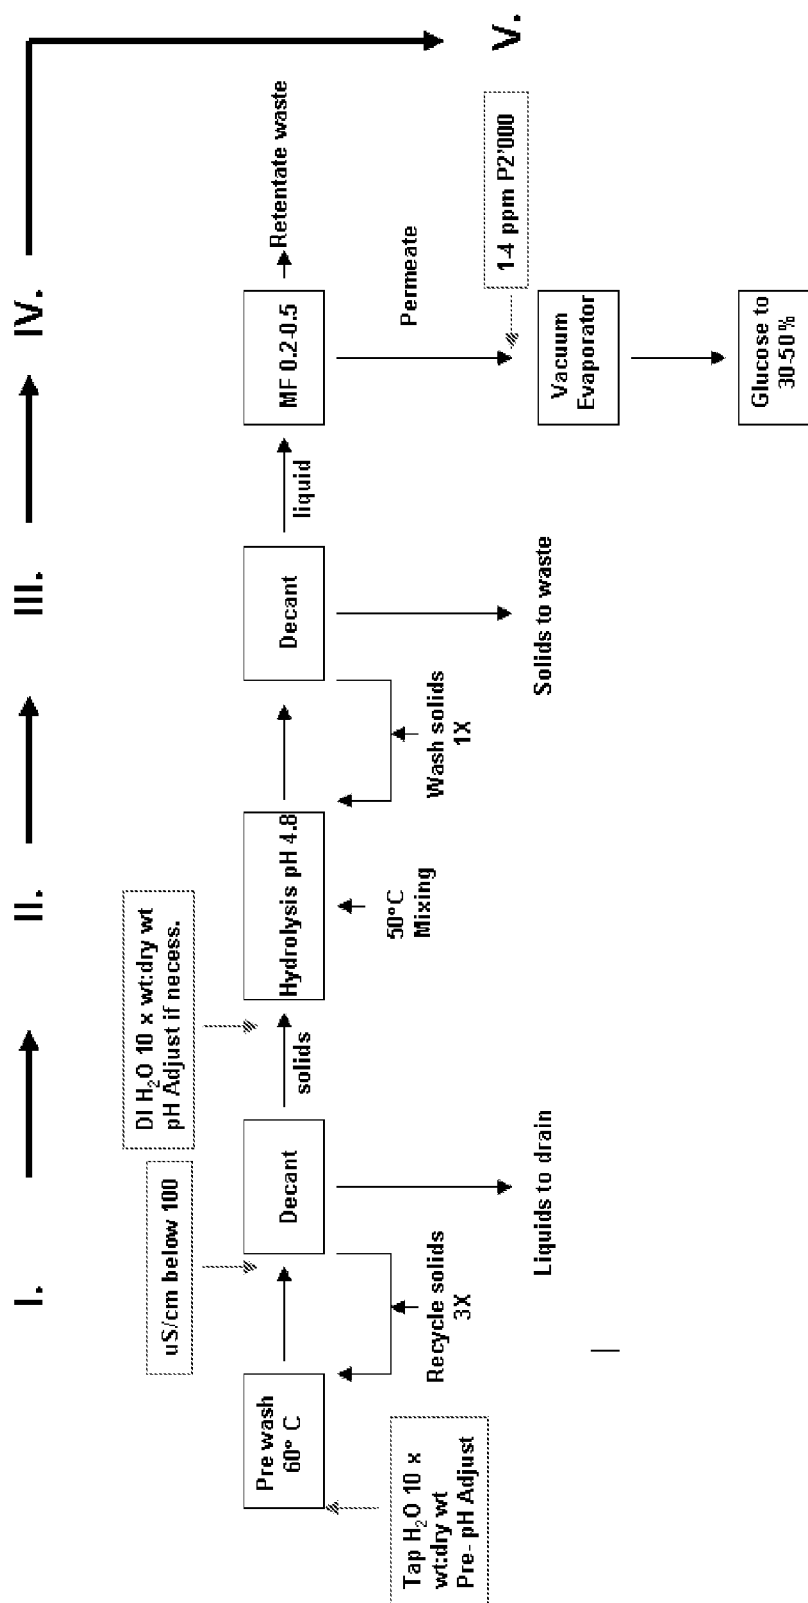 I.
II.
III.
IV.
V.
uS/cm below 100
DI H₂O 10 x wt:dry wt
pH Adjust if necess.
Pre wash
60° C
Decant
solids
Hydrolysis pH 4.8
Decant
liquid
MF 0.2-0.5
Retentate waste
Tap H₂O 10 x
wt:dry wt
Pre- pH Adjust
Recycle solids
3X
50°C
Mixing
Wash solids
1X
Permeate
1-4 ppm P2'000
Liquids to drain
Solids to waste
Vacuum
Evaporator
Glucose to
30-50%